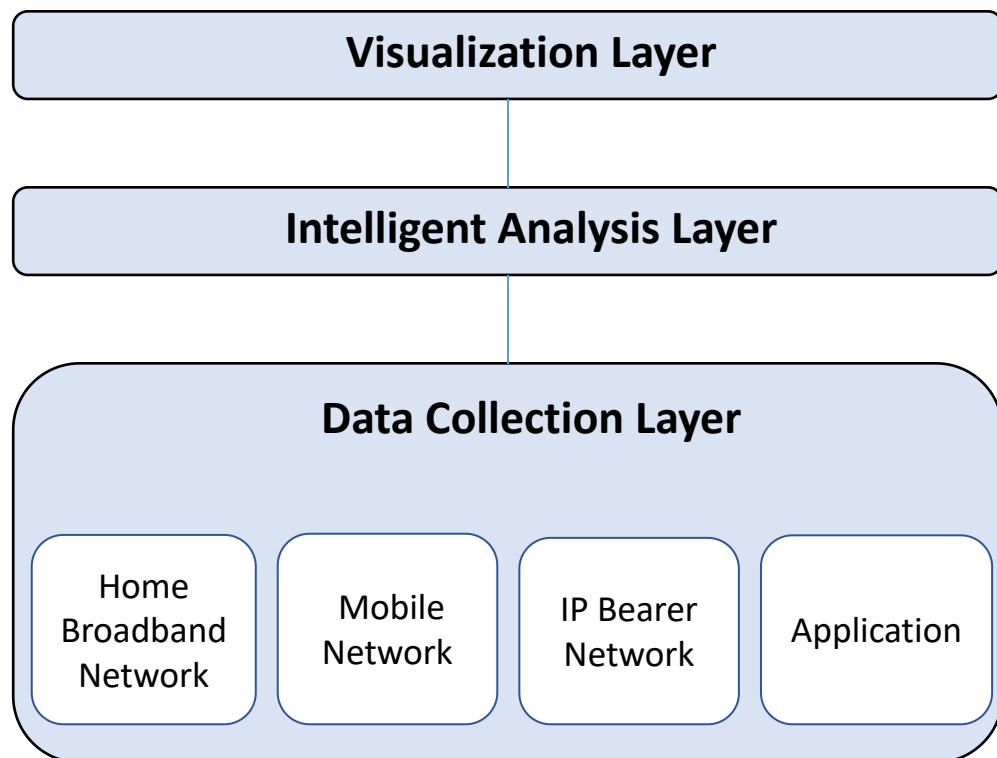 Visualization Layer
Intelligent Analysis Layer
Data Collection Layer
Home
Broadband
Network
Mobile
Network
IP Bearer
Network
Application